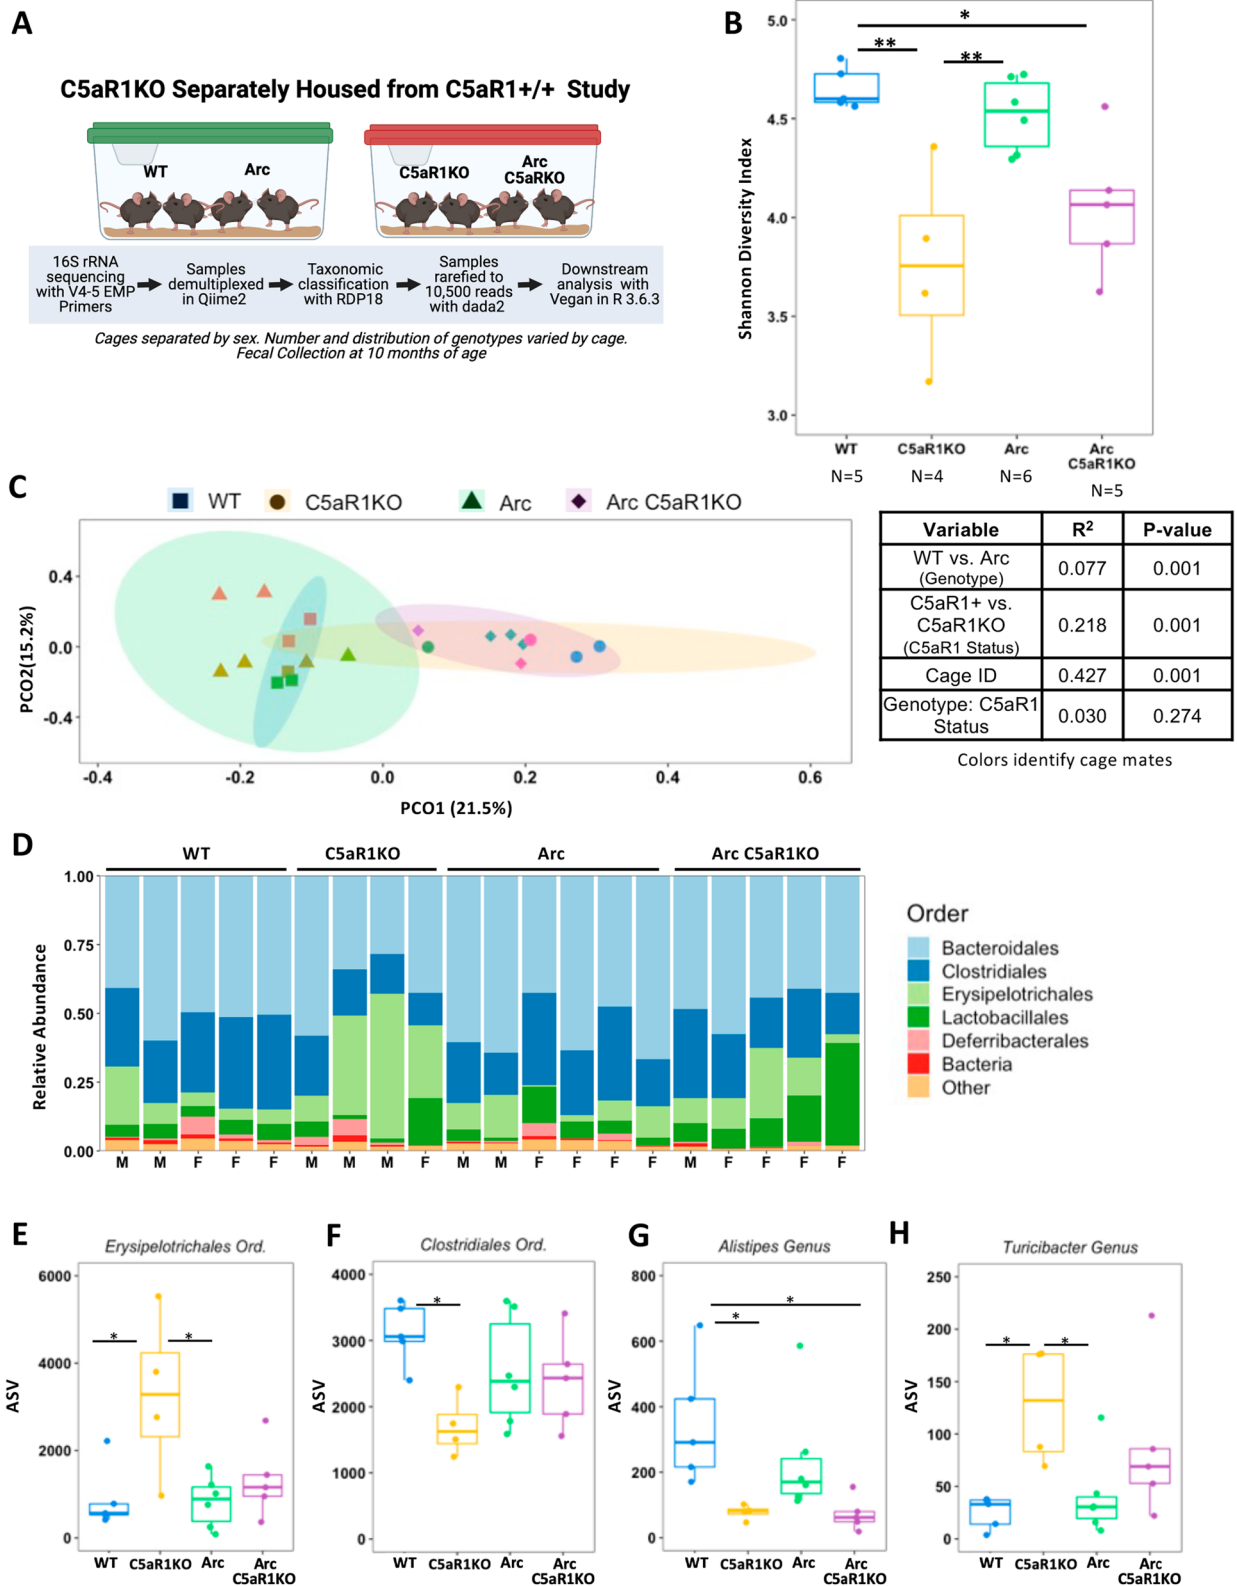 A
C5aR1KO Separately Housed from C5aR1+/+ Study
WT
Arc
C5aR1KO
Arc
C5aRKO
16S rRNA
sequencing
with V4-5 EMP
Primers
Samples
demultiplexed
in Qiime2
Taxonomic
classification
with RDP18
Samples
rarefied to
10,500 reads
with dada2
Downstream
analysis with
Vegan in R 3.6.3
Cages separated by sex. Number and distribution of genotypes varied by cage.
Fecal Collection at 10 months of age
B
Shannon Diversity Index
5.0
4.5
4.0
3.5
3.0
*
**
**
WT
C5aR1KO
Arc
Arc
C5aR1KO
N=5
N=4
N=6
N=5
C
WT
C5aR1KO
Arc
Arc C5aR1KO
PCO2(15.2%)
0.4
0.0
-0.4
-0.4
-0.2
0.0
0.2
0.4
0.6
PCO1 (21.5%)
Variable R2 P-value
WT vs. Arc
(Genotype)
0.077 0.001
C5aR1+ vs.
C5aR1KO
(C5aR1 Status)
0.218 0.001
Cage ID 0.427 0.001
Genotype: C5aR1
Status
0.030 0.274
Colors identify cage mates
D
WT
C5aR1KO
Arc
Arc C5aR1KO
Relative Abundance
1.00
0.75
0.50
0.25
0.00
M M F F F M M M F M M F F F F M F F F F
Order
Bacteroidales
Clostridiales
Erysipelotrichales
Lactobacillales
Deferribacterales
Bacteria
Other
E
Erysipelotrichales Ord.
ASV
6000
4000
2000
0
*
*
WT
C5aR1KO
Arc
Arc
C5aR1KO
F
Clostridiales Ord.
ASV
4000
3000
2000
1000
0
*
WT
C5aR1KO
Arc
Arc
C5aR1KO
G
Alistipes Genus
ASV
800
600
400
200
0
*
*
WT
C5aR1KO
Arc
Arc
C5aR1KO
H
Turicibacter Genus
ASV
250
200
150
100
50
0
*
*
WT
C5aR1KO
Arc
Arc
C5aR1KO